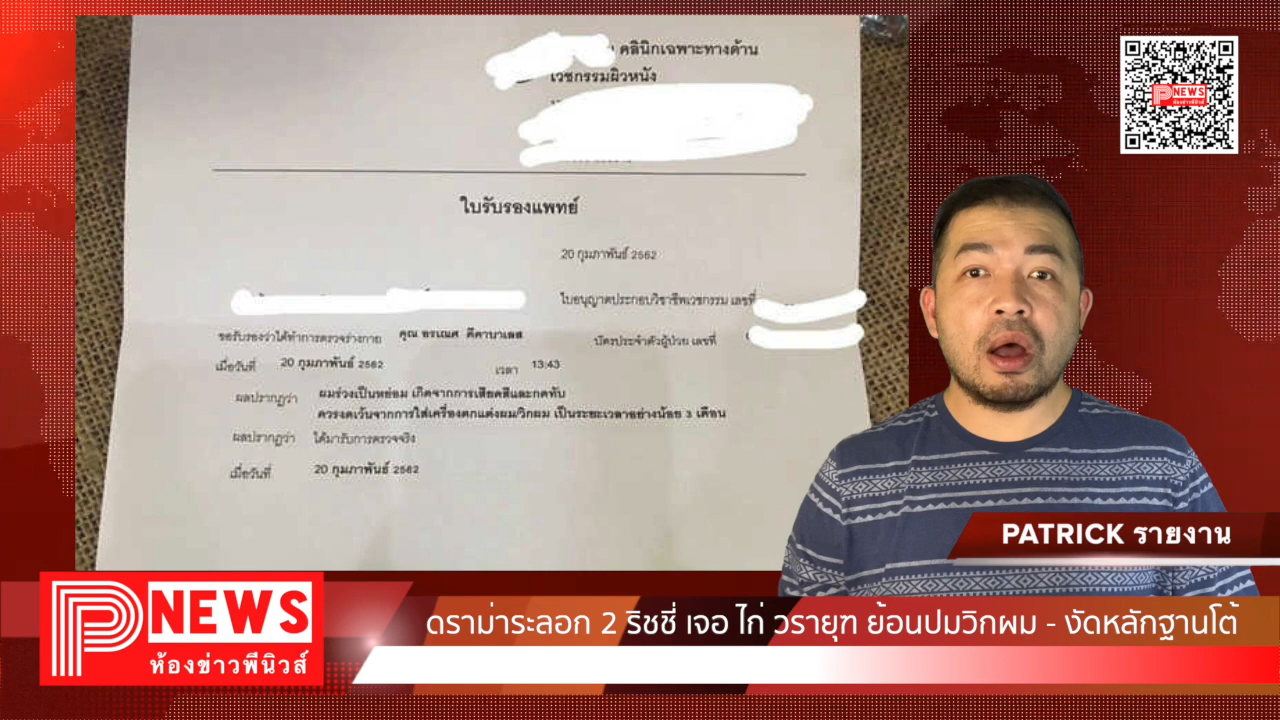 คลินิกเฉพาะทางด้าน
เวชกรรมผิวหนัง
ใบรับรองแพทย์
20 กุมภาพันธ์ 2562
ใบอนุญาตประกอบวิชาชีพเวชกรรม เลขที่
ขอรับรองว่าได้ทำการตรวจร่างกาย คุณ อรเณศ ดีคาบาเลส
บัตรประจำตัวผู้ป่วย เลขที่
เมื่อวันที่ 20 กุมภาพันธ์ 2562 เวลา 13:43
ผลปรากฏว่า ผมร่วงเป็นหย่อม เกิดจากการเสียดสีและกดทับ
ควรงดเว้นจากการใส่เครื่องตกแต่งผม/วิกผม เป็นระยะเวลาอย่างน้อย 3 เดือน
ผลปรากฏว่า ได้มารับการตรวจจริง
เมื่อวันที่ 20 กุมภาพันธ์ 2562
P NEWS
ห้องข่าวพีนิวส์
PATRICK รายงาน
P NEWS
ห้องข่าวพีนิวส์
ดราม่าระลอก 2 ริชชี่ เจอ ไก่ วรายุฑ ย้อนปมวิกผม - งัดหลักฐานโต้